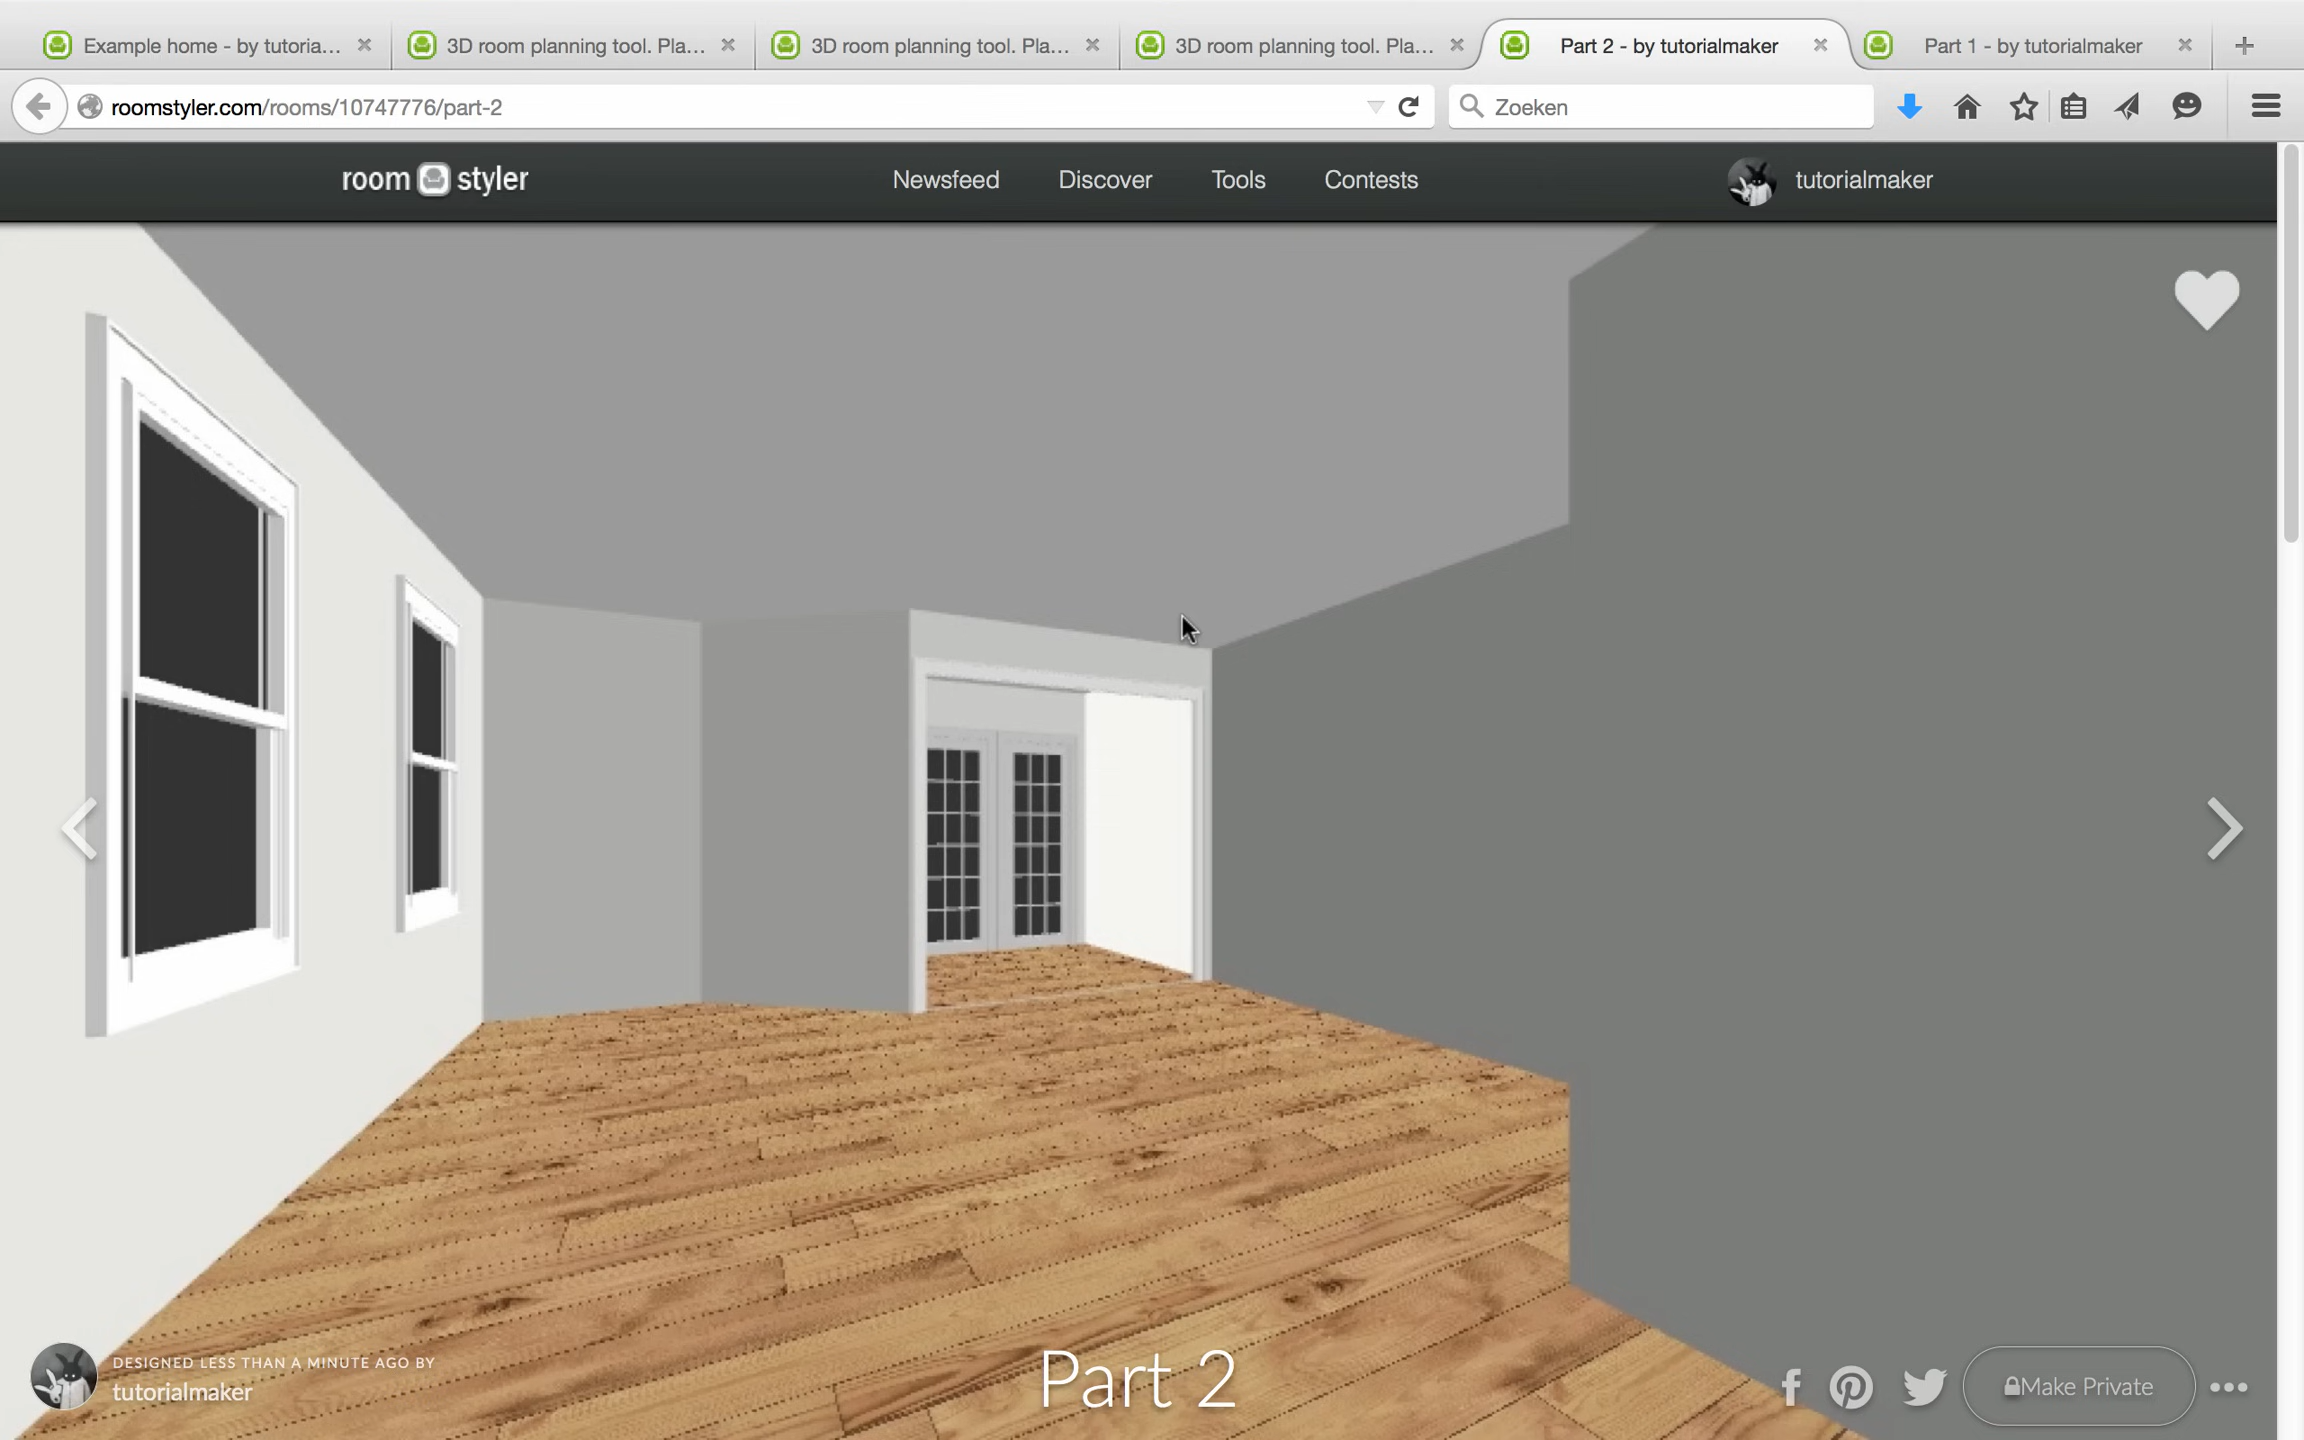 Example home - by tutoria...
3D room planning tool. Pla...
3D room planning tool. Pla...
3D room planning tool. Pla...
Part 2 - by tutorialmaker
Part 1 - by tutorialmaker
roomstyler.com/rooms/10747776/part-2
Zoeken
room styler
Newsfeed
Discover
Tools
Contests
tutorialmaker
DESIGNED LESS THAN A MINUTE AGO BY
tutorialmaker
Part 2
Make Private